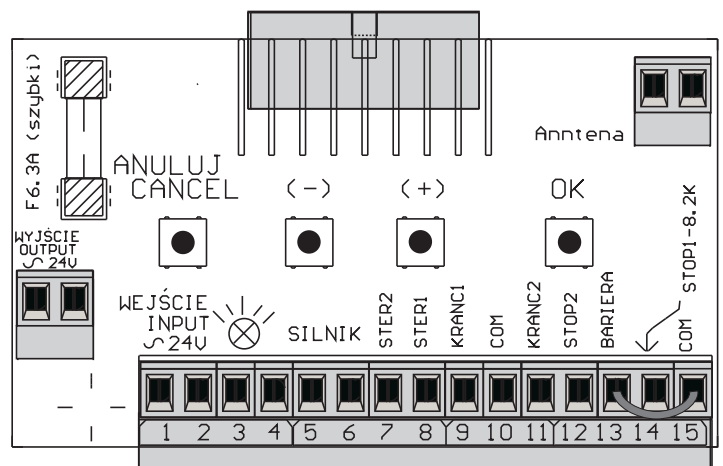 F6.3A (szybki)
Anntena
ANULUJ
CANCEL
(-)
(+)
OK
WYJŚCIE
OUTPUT
∿ 24V
WEJŚCIE
INPUT
∿24V
SILNIK
STER2
STER1
KRANC1
COM
KRANC2
STOP2
BARIERA
STOP1-8.2K
COM
1 2 3 4 5 6 7 8 9 10 11 12 13 14 15